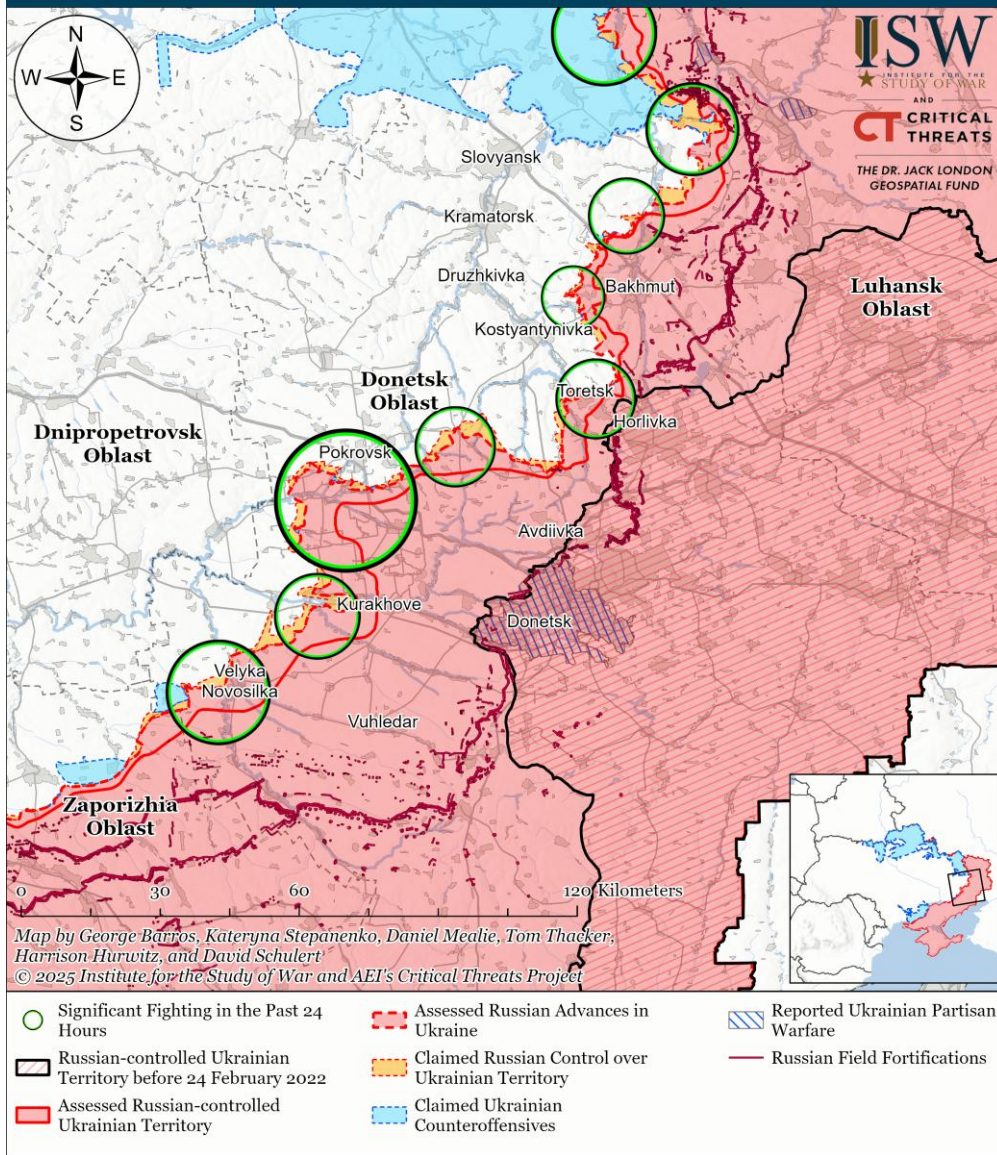 N
W E
S
ISW
INSTITUTE FOR THE
STUDY OF WAR
AND
CT CRITICAL
THREATS
THE DR. JACK LONDON
GEOSPATIAL FUND
Slovyansk
Kramatorsk
Druzhkivka
Bakhmut
Luhansk
Oblast
Kostyantynivka
Donetsk
Oblast
Toretsk
Horlivka
Dnipropetrovsk
Oblast
Pokrovsk
Avdiivka
Kurakhove
Donetsk
Velyka
Novosilka
Vuhledar
Zaporizhia
Oblast
0 30 60 120 Kilometers
Map by George Barros, Kateryna Stepanenko, Daniel Mealie, Tom Thacker,
Harrison Hurwitz, and David Schulert
© 2025 Institute for the Study of War and AEI's Critical Threats Project
Significant Fighting in the Past 24
Hours
Russian-controlled Ukrainian
Territory before 24 February 2022
Assessed Russian-controlled
Ukrainian Territory
Assessed Russian Advances in
Ukraine
Claimed Russian Control over
Ukrainian Territory
Claimed Ukrainian
Counteroffensives
Reported Ukrainian Partisan
Warfare
Russian Field Fortifications